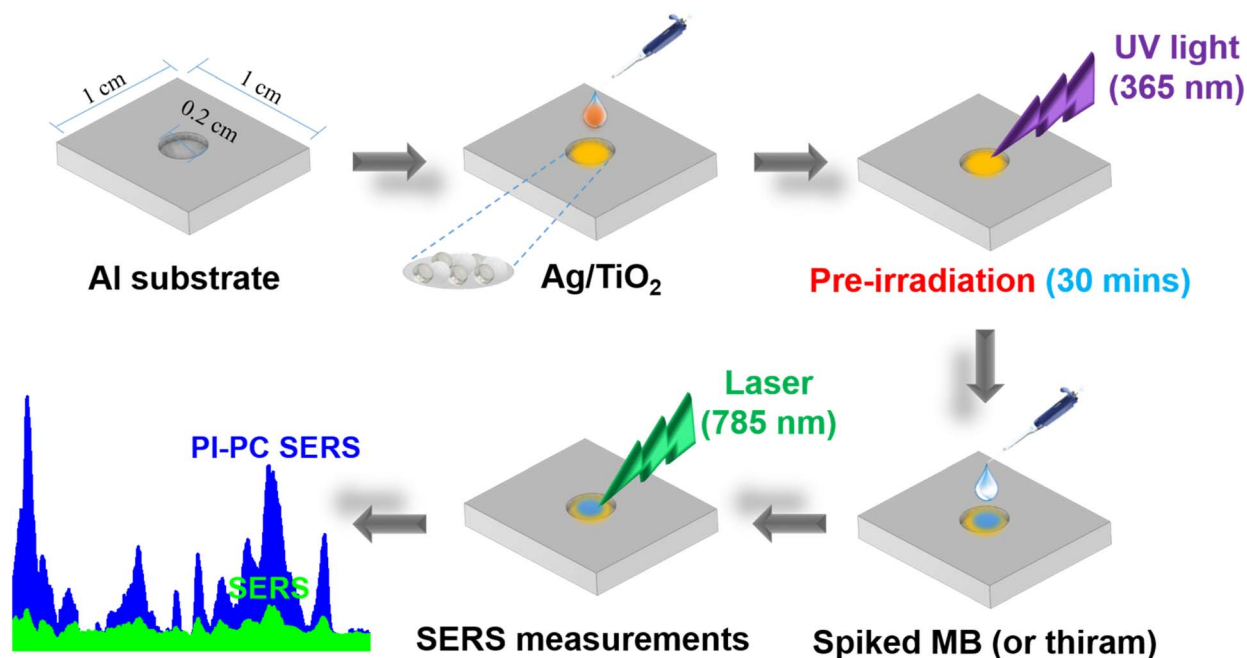 1 cm
1 cm
0.2 cm
Al substrate
Ag/TiO₂
UV light
(365 nm)
Pre-irradiation (30 mins)
Spiked MB (or thiram)
Laser
(785 nm)
SERS measurements
PI-PC SERS
SERS